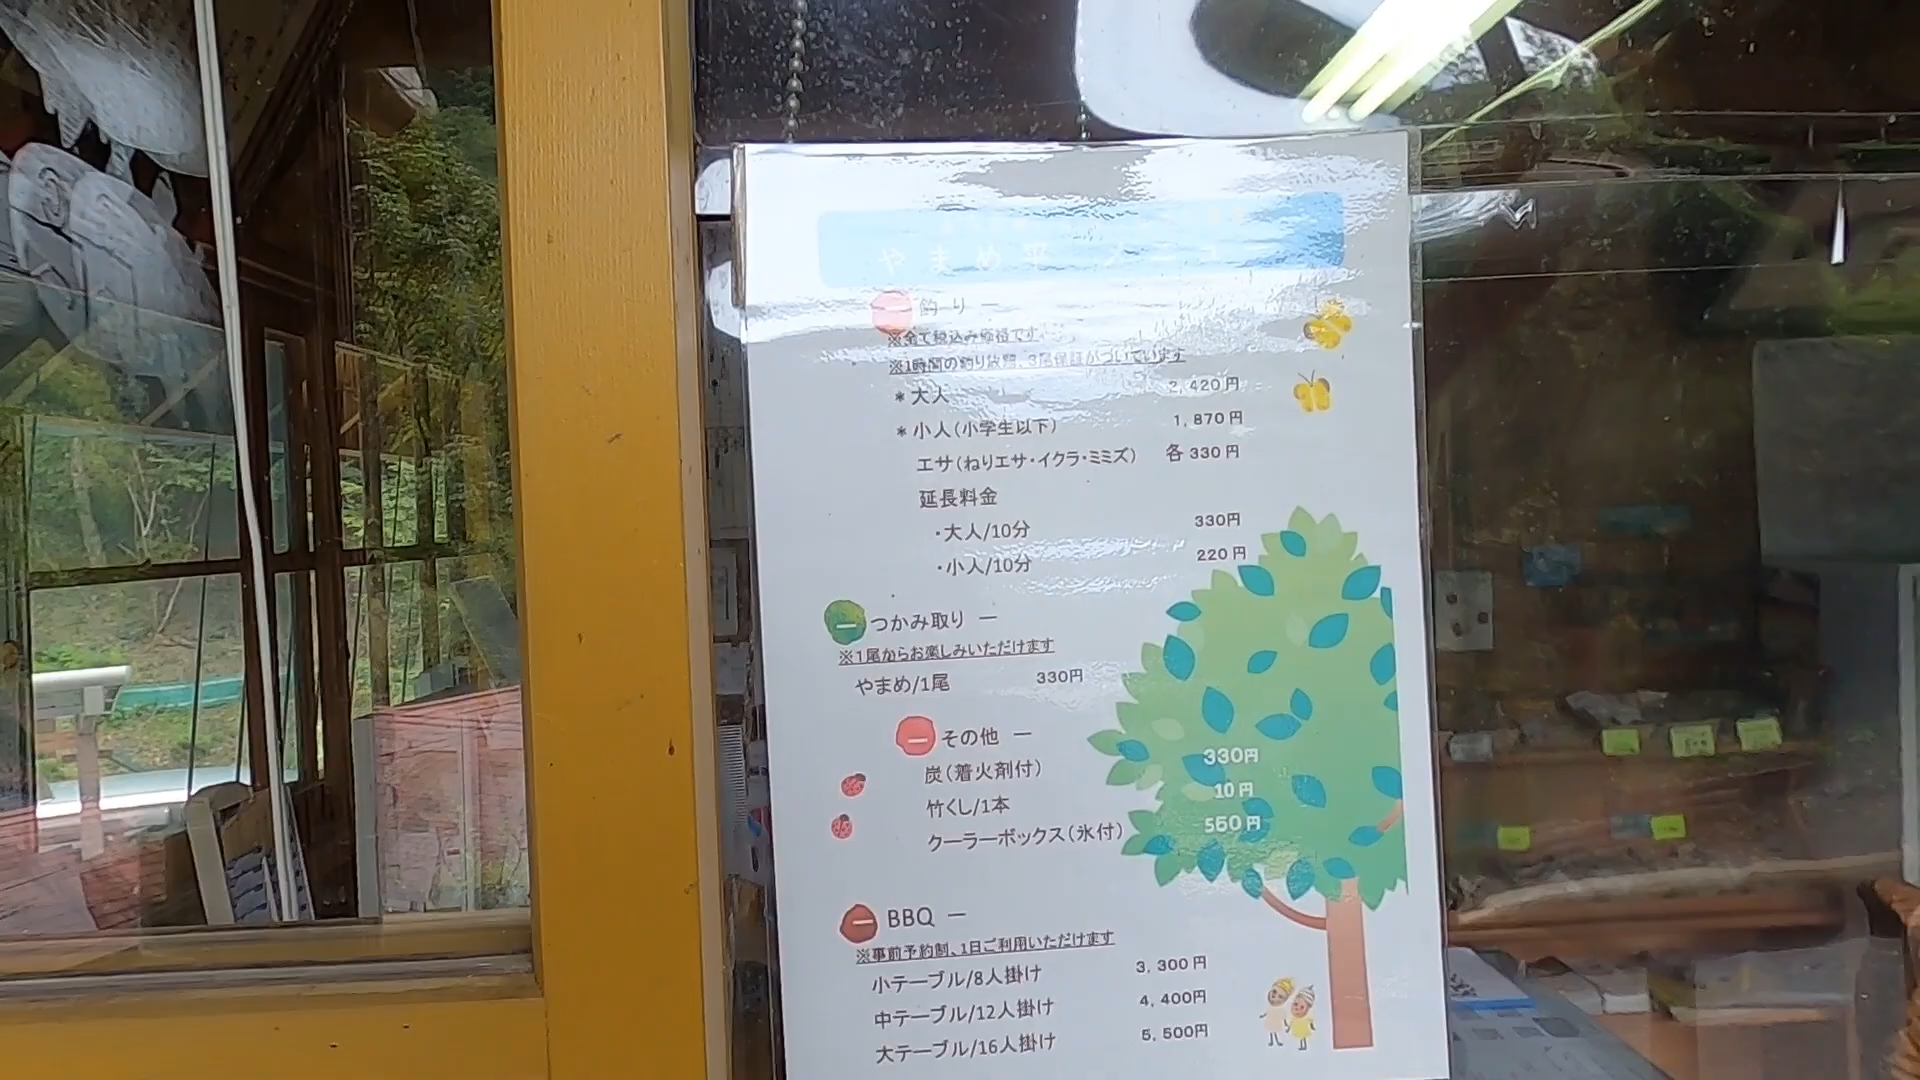 やまめ平 メニュー
釣り ー
※全て税込み価格です
※1時間の釣り放題、3尾保証がついています
*大人 2,420円
*小人(小学生以下) 1,870円
エサ(ねりエサ・イクラ・ミミズ) 各330円
延長料金
・大人/10分 330円
・小人/10分 220円
つかみ取り ー
※1尾からお楽しみいただけます
やまめ/1尾 330円
その他 ー
炭(着火剤付) 330円
竹くし/1本 10円
クーラーボックス(氷付) 550円
BBQ ー
※事前予約制、1日ご利用いただけます
小テーブル/8人掛け 3,300円
中テーブル/12人掛け 4,400円
大テーブル/16人掛け 5,500円